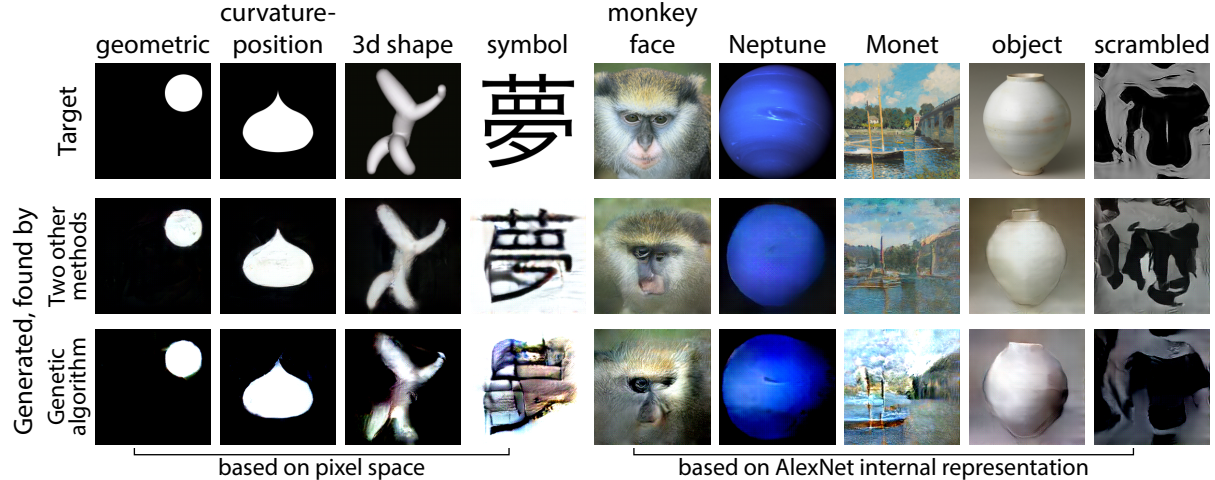 curvature-
monkey
geometric
position
3d shape
symbol
face
Neptune
Monet
object
scrambled
Target
夢
Generated, found by
Two other
methods
夢
Genetic
algorithm
based on pixel space
based on AlexNet internal representation